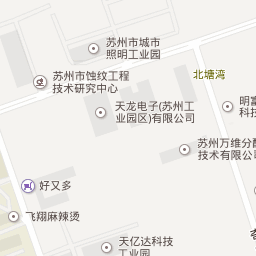 苏州市城市
照明工业园
北塘湾
苏州市蚀纹工程
技术研究中心
天龙电子(苏州工
业园区)有限公司
明富
科技
苏州万维分配
技术有限公司
好又多
飞翔麻辣烫
天亿达科技
工业园